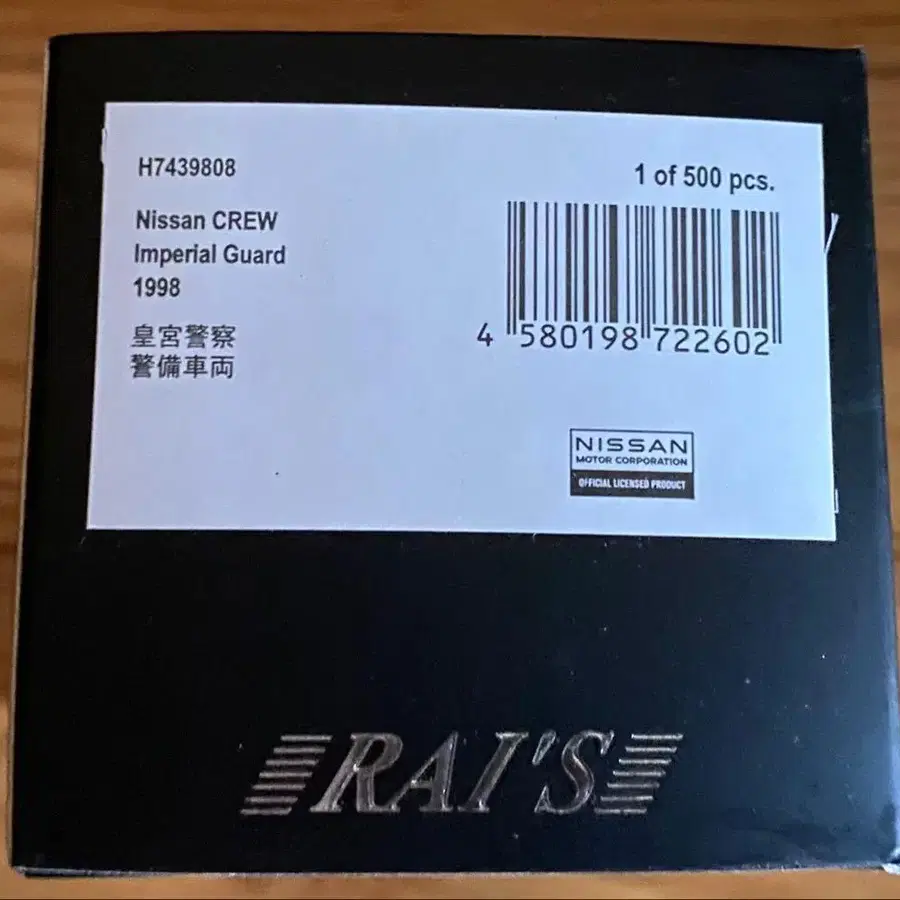 H7439808
1 of 500 pcs.
Nissan CREW
Imperial Guard
1998
皇宮警察
警備車両
4 580198 722602
NISSAN
MOTOR CORPORATION
OFFICIAL LICENSED PRODUCT
RAI'S